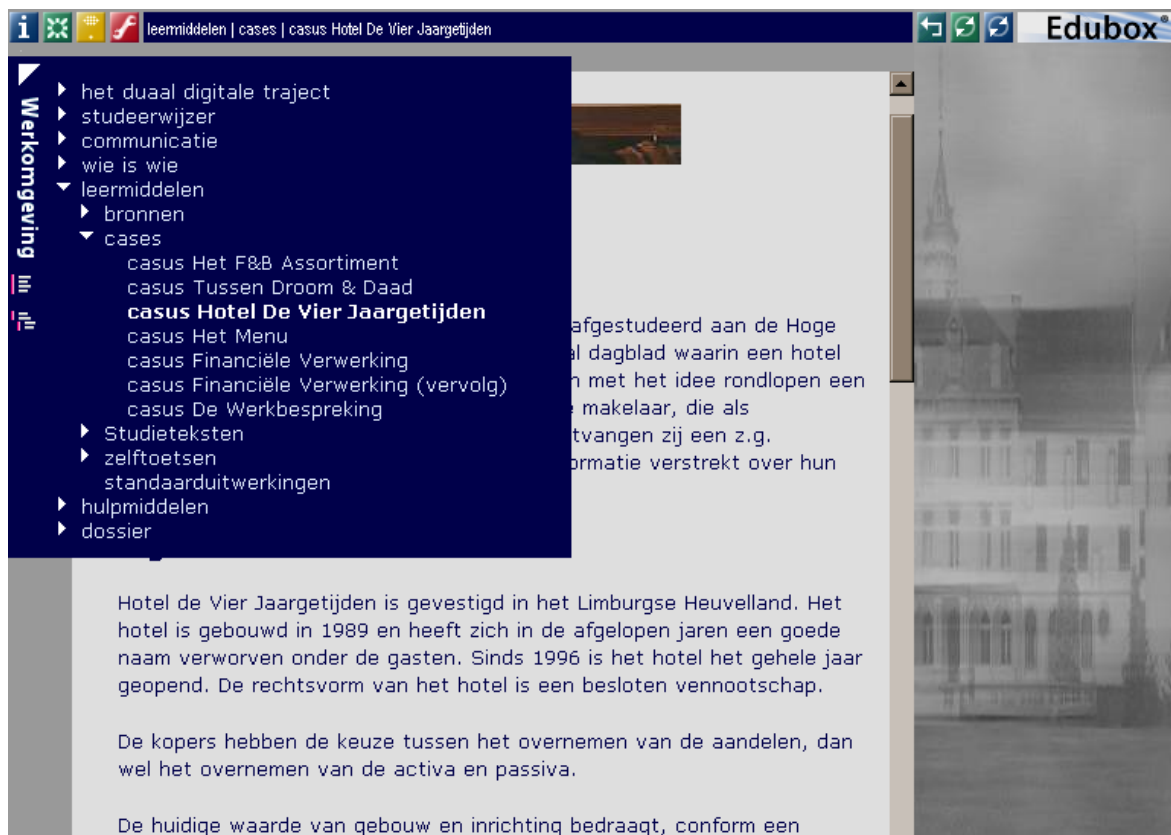 leermiddelen | cases | casus Hotel De Vier Jaargetijden
Edubox®
Werkomgeving
het duaal digitale traject
studeerwijzer
communicatie
wie is wie
leermiddelen
bronnen
cases
casus Het F&B Assortiment
casus Tussen Droom & Daad
casus Hotel De Vier Jaargetijden
casus Het Menu
casus Financiële Verwerking
casus Financiële Verwerking (vervolg)
casus De Werkbespreking
Studieteksten
zelftoetsen
standaarduitwerkingen
hulpmiddelen
dossier
afgestudeerd aan de Hoge
al dagblad waarin een hotel
met het idee rondlopen een
makelaar, die als
tvangen zij een z.g.
ormatie verstrekt over hun
Hotel de Vier Jaargetijden is gevestigd in het Limburgse Heuvelland. Het
hotel is gebouwd in 1989 en heeft zich in de afgelopen jaren een goede
naam verworven onder de gasten. Sinds 1996 is het hotel het gehele jaar
geopend. De rechtsvorm van het hotel is een besloten vennootschap.
De kopers hebben de keuze tussen het overnemen van de aandelen, dan
wel het overnemen van de activa en passiva.
De huidige waarde van gebouw en inrichting bedraagt, conform een